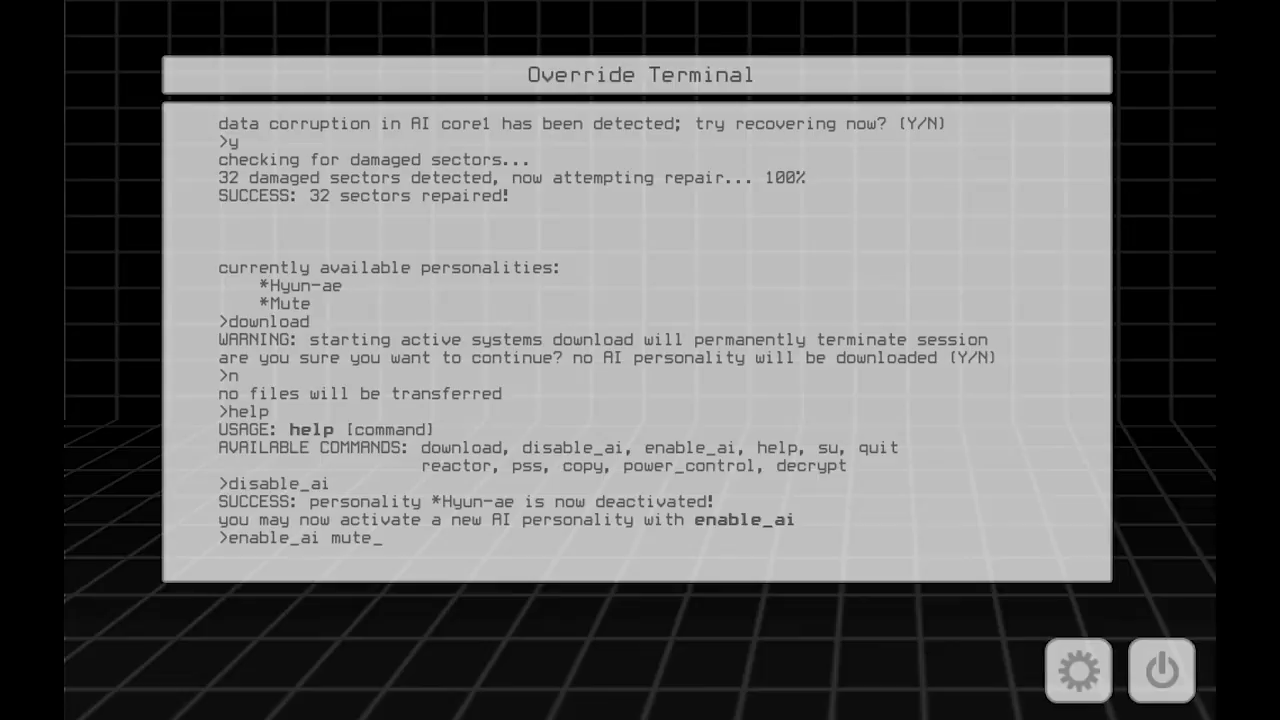 Override Terminal
data corruption in AI core1 has been detected; try recovering now? (Y/N)
>y
checking for damaged sectors...
32 damaged sectors detected, now attempting repair... 100%
SUCCESS: 32 sectors repaired!
currently available personalities:
*Hyun-ae
*Mute
>download
WARNING: starting active systems download will permanently terminate session
are you sure you want to continue? no AI personality will be downloaded (Y/N)
>n
no files will be transferred
>help
USAGE: help [command]
AVAILABLE COMMANDS: download, disable_ai, enable_ai, help, su, quit
reactor, pss, copy, power_control, decrypt
>disable_ai
SUCCESS: personality *Hyun-ae is now deactivated!
you may now activate a new AI personality with enable_ai
>enable_ai mute_